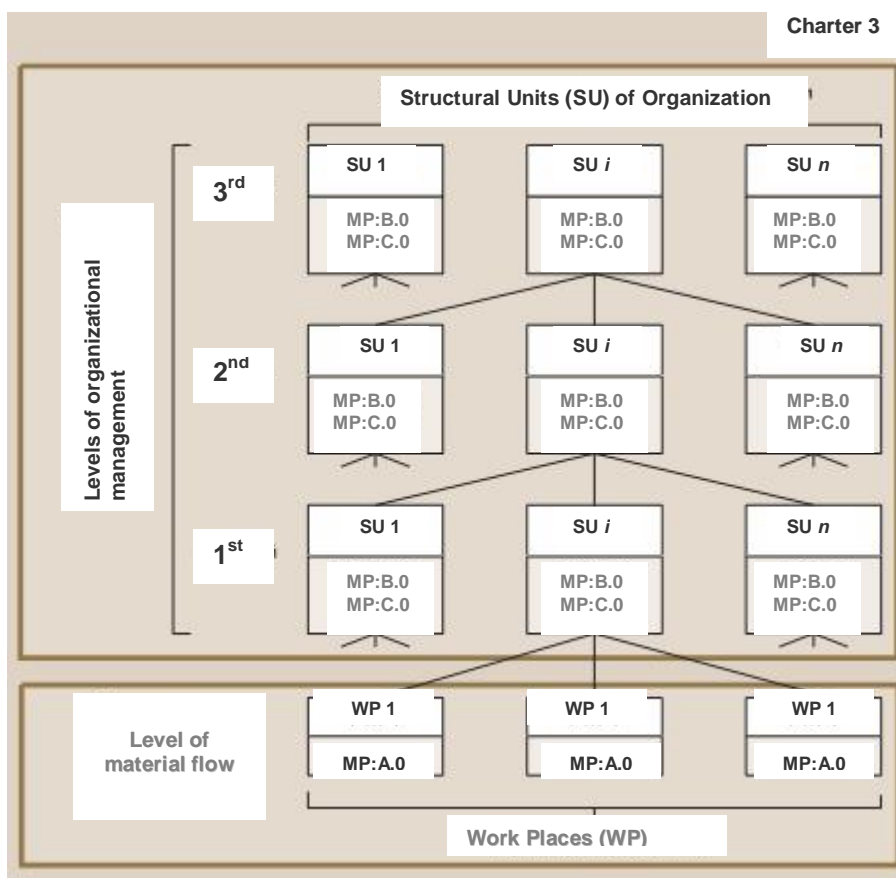 Charter 3
Structural Units (SU) of Organization
Levels of organizational
management
3rd
SU 1
SU i
SU n
MP:B.0
MP:C.0
MP:B.0
MP:C.0
MP:B.0
MP:C.0
2nd
SU 1
SU i
SU n
MP:B.0
MP:C.0
MP:B.0
MP:C.0
MP:B.0
MP:C.0
1st
SU 1
SU i
SU n
MP:B.0
MP:C.0
MP:B.0
MP:C.0
MP:B.0
MP:C.0
Level of
material flow
WP 1
WP 1
WP 1
MP:A.0
MP:A.0
MP:A.0
Work Places (WP)